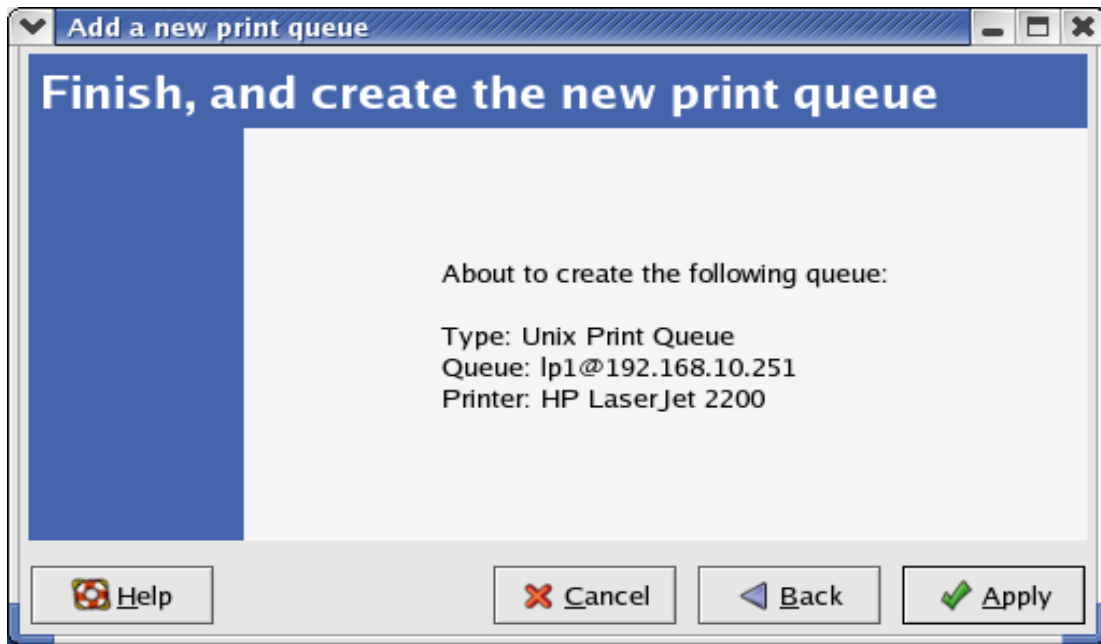 Add a new print queue
Finish, and create the new print queue
About to create the following queue:
Type: Unix Print Queue
Queue: lp1@192.168.10.251
Printer: HP LaserJet 2200
Help
Cancel
Back
Apply